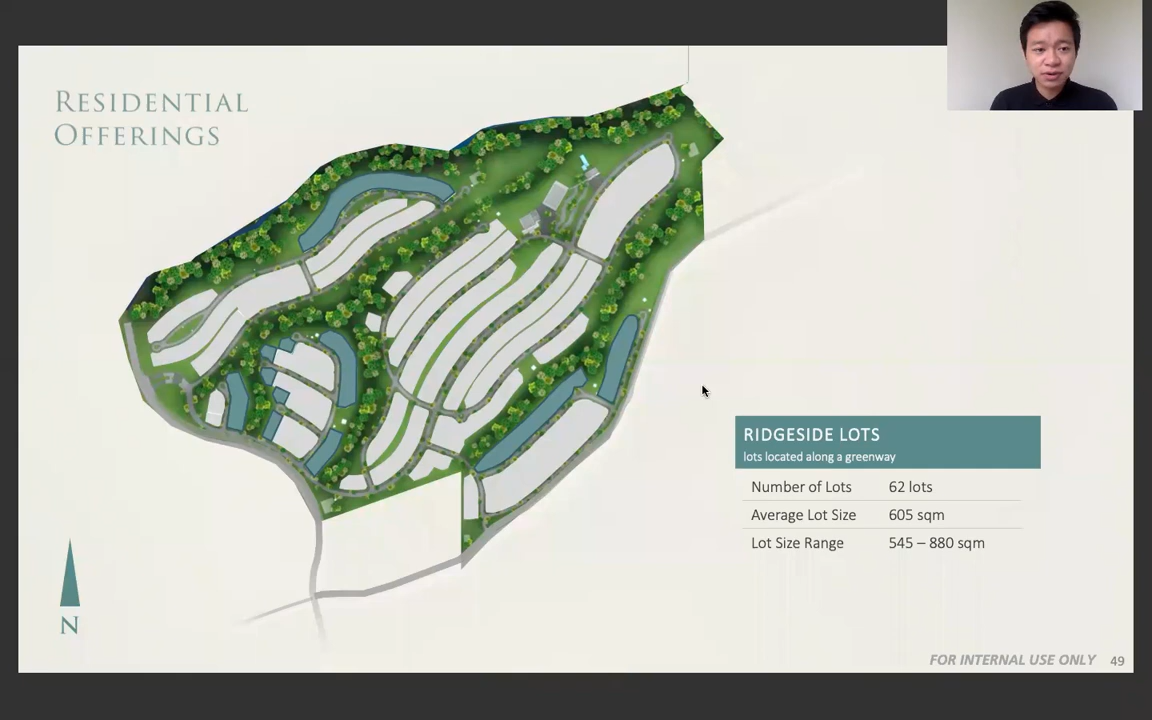 RESIDENTIAL
OFFERINGS
RIDGESIDE LOTS
lots located along a greenway
Number of Lots 62 lots
Average Lot Size 605 sqm
Lot Size Range 545 – 880 sqm
N
FOR INTERNAL USE ONLY 49